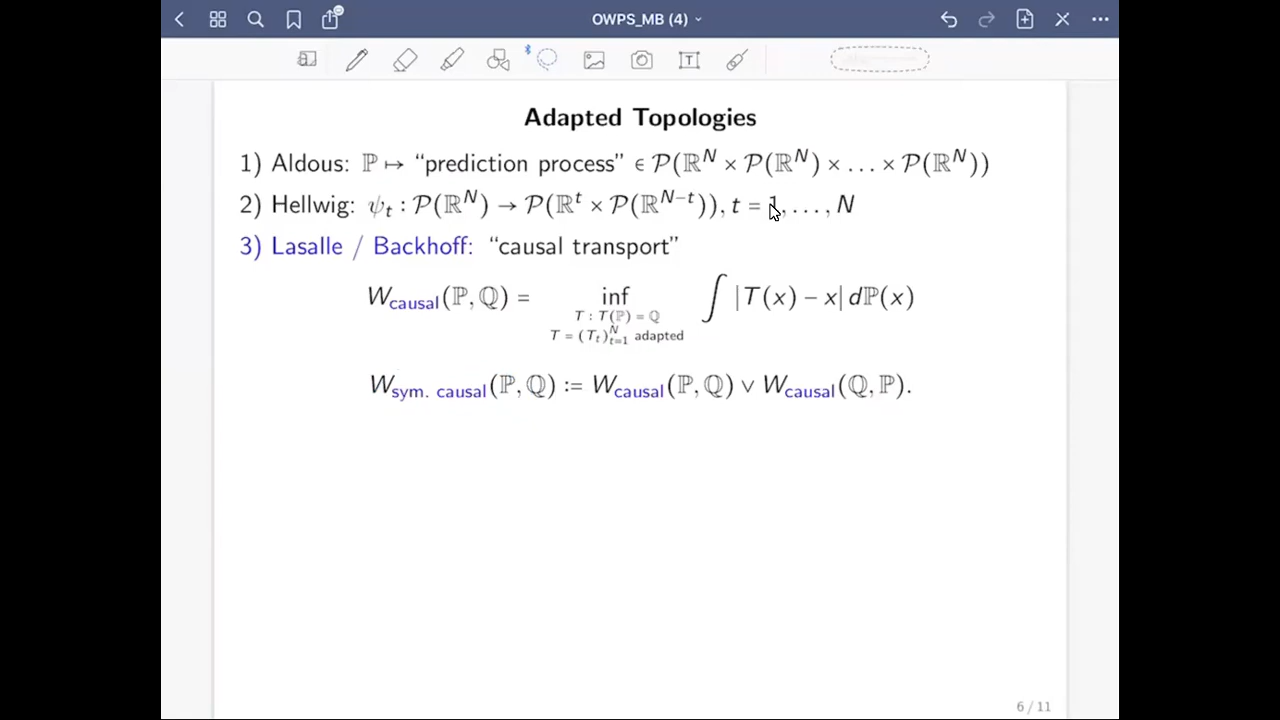 OWPS_MB (4)
Adapted Topologies
1) Aldous: ℙ ↦ “prediction process” ∈ 𝒫(ℝ^N × 𝒫(ℝ^N) × … × 𝒫(ℝ^N))
2) Hellwig: ψ_t : 𝒫(ℝ^N) → 𝒫(ℝ^t × 𝒫(ℝ^{N−t})), t = 1, …, N
3) Lasalle / Backhoff: “causal transport”
W_causal(ℙ, ℚ) = inf ∫ |T(x) − x| dℙ(x)
T : T(ℙ) = ℚ
T = (T_t)_{t=1}^N adapted
W_sym. causal(ℙ, ℚ) := W_causal(ℙ, ℚ) ∨ W_causal(ℚ, ℙ).
6 / 11